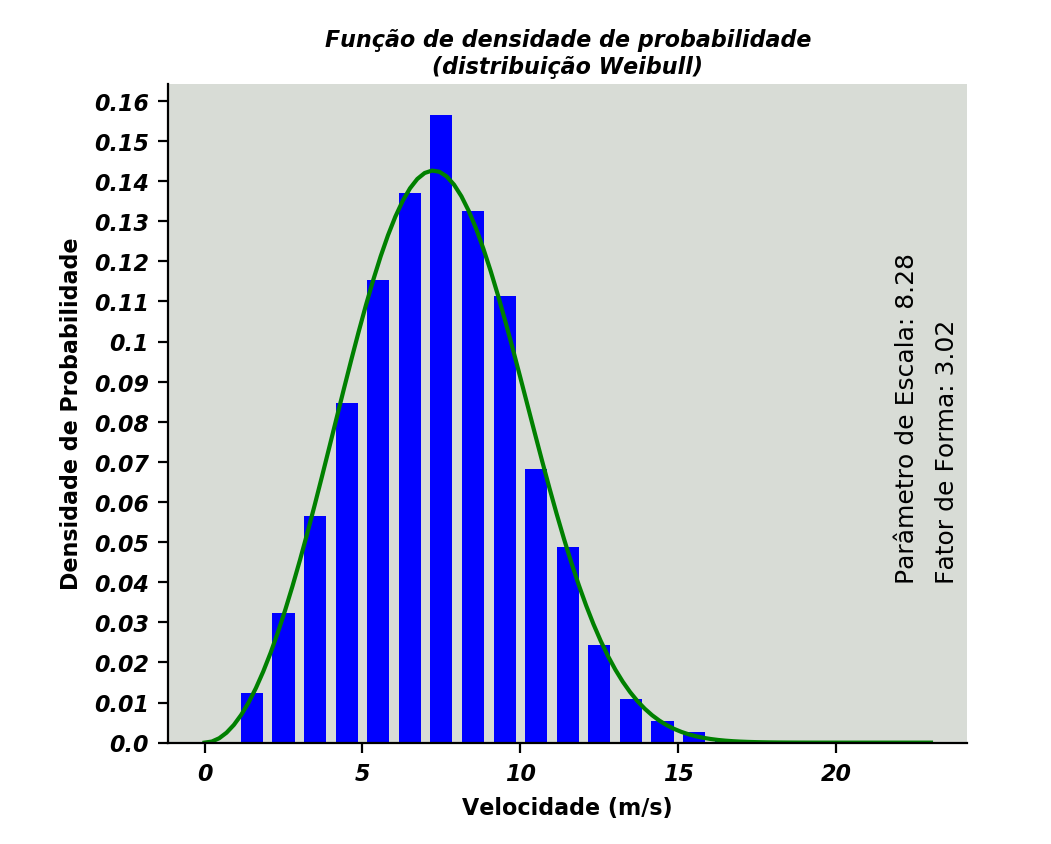 Função de densidade de probabilidade
(distribuição Weibull)
Densidade de Probabilidade
0.16
0.15
0.14
0.13
0.12
0.11
0.1
0.09
0.08
0.07
0.06
0.05
0.04
0.03
0.02
0.01
0.0
Parâmetro de Escala: 8.28
Fator de Forma: 3.02
0 5 10 15 20
Velocidade (m/s)